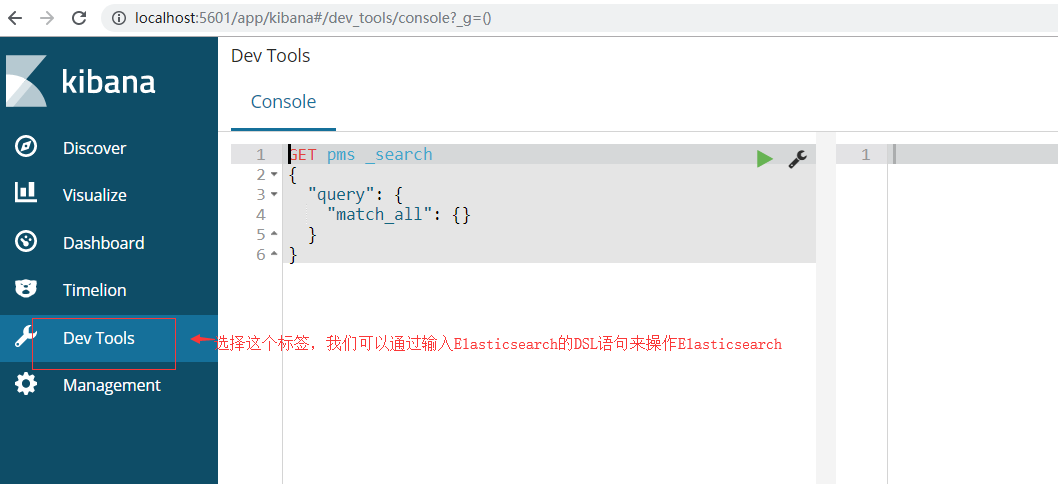 localhost:5601/app/kibana#/dev_tools/console?_g=()
kibana
Discover
Visualize
Dashboard
Timelion
Dev Tools
Management
Dev Tools
Console
1 GET pms _search
2 {
3 "query": {
4 "match_all": {}
5 }
6 }
1
选择这个标签，我们可以通过输入Elasticsearch的DSL语句来操作Elasticsearch